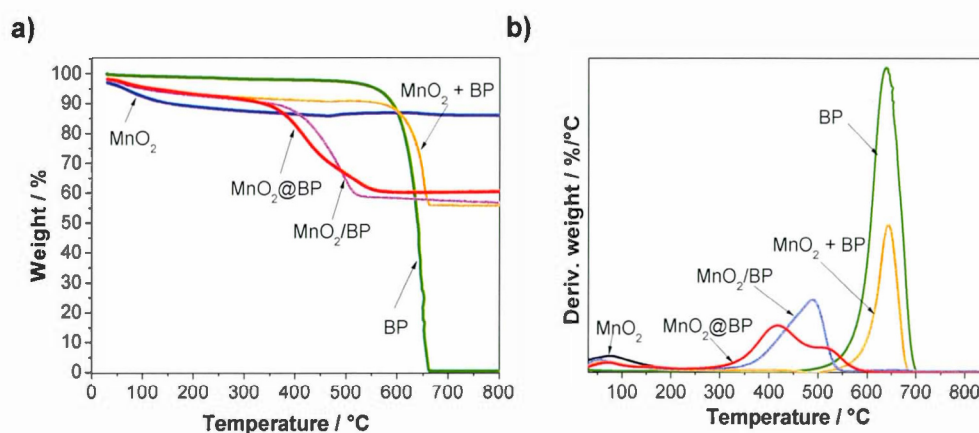 a)
100
90
80
70
60
50
40
30
20
10
0
Weight / %
MnO₂
MnO₂ + BP
MnO₂@BP
MnO₂/BP
BP
0 100 200 300 400 500 600 700 800
Temperature / °C
b)
Deriv. weight / %/°C
BP
MnO₂ + BP
MnO₂/BP
MnO₂
MnO₂@BP
100 200 300 400 500 600 700 800
Temperature / °C